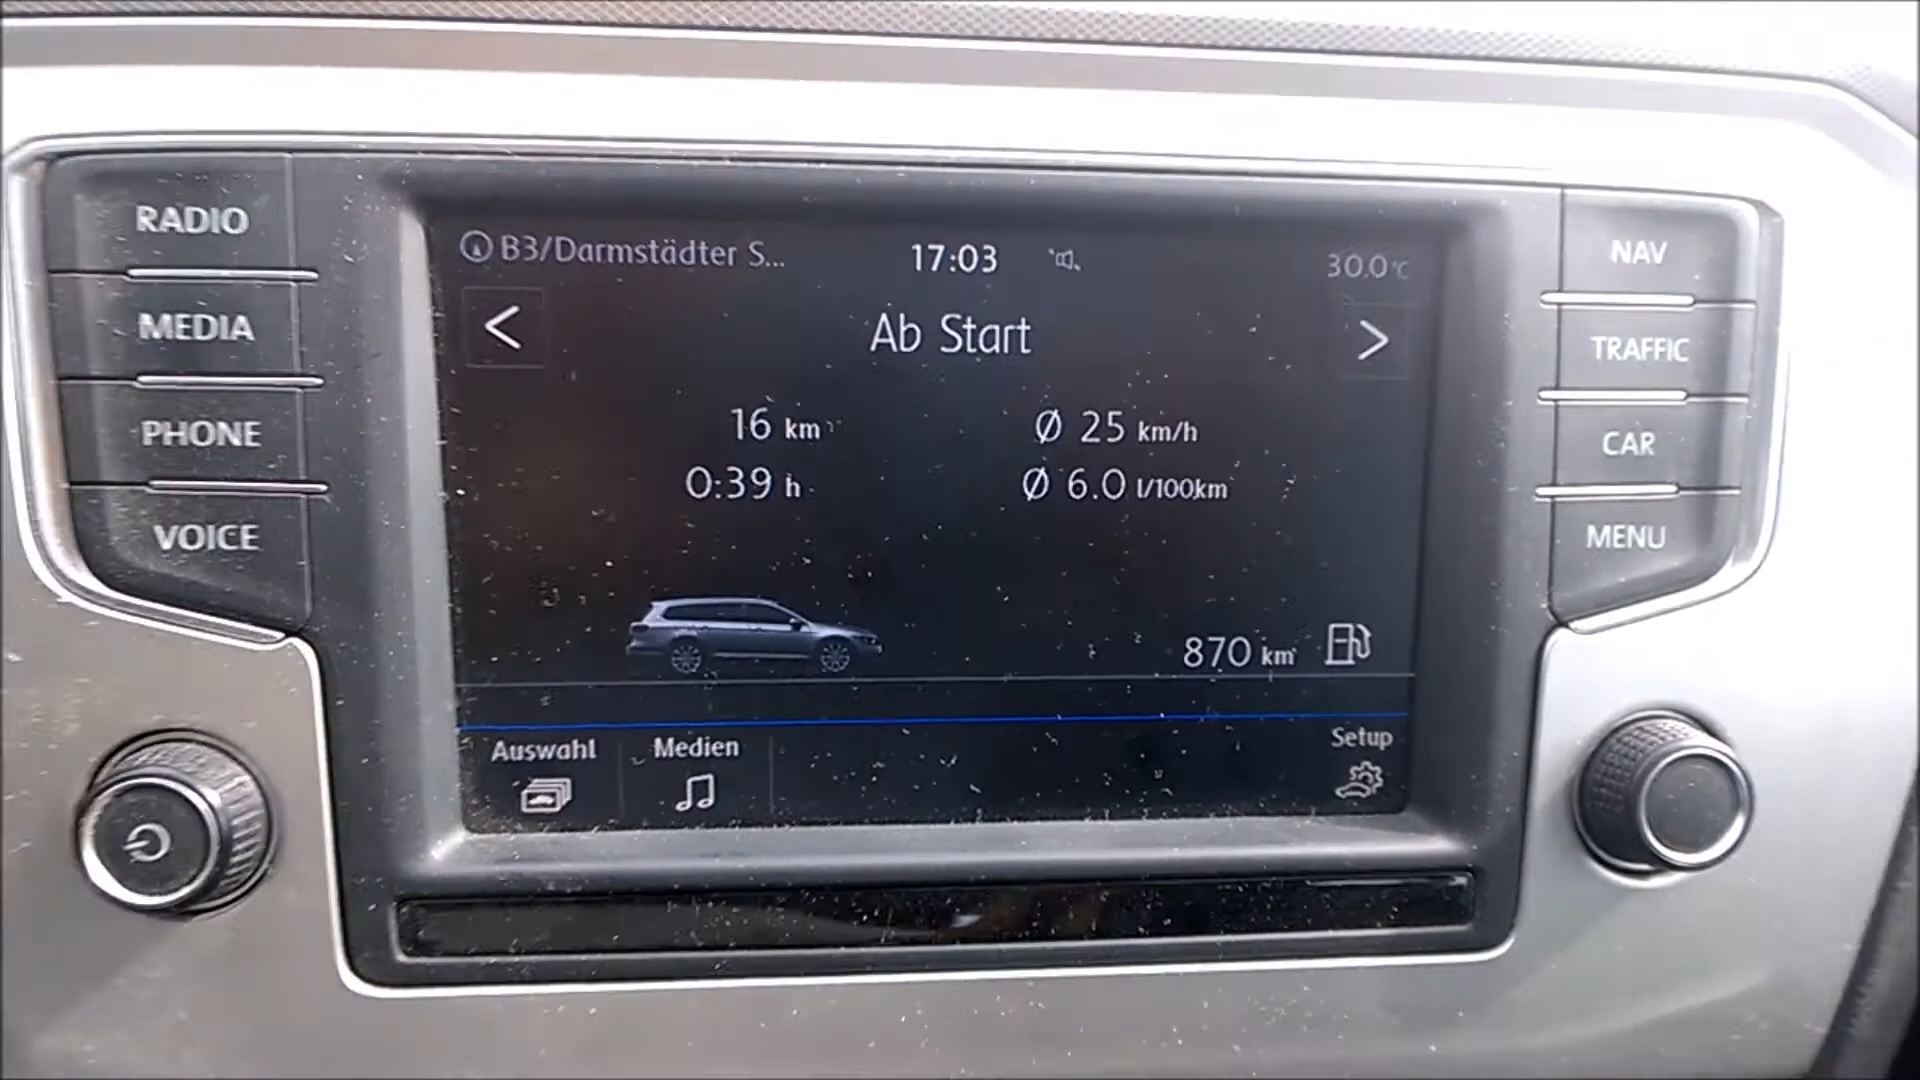 RADIO
MEDIA
PHONE
VOICE
B3/Darmstädter S... 17:03 30.0°C
< Ab Start >
16 km Ø 25 km/h
0:39 h Ø 6.0 l/100km
870 km
Auswahl Medien Setup
NAV
TRAFFIC
CAR
MENU